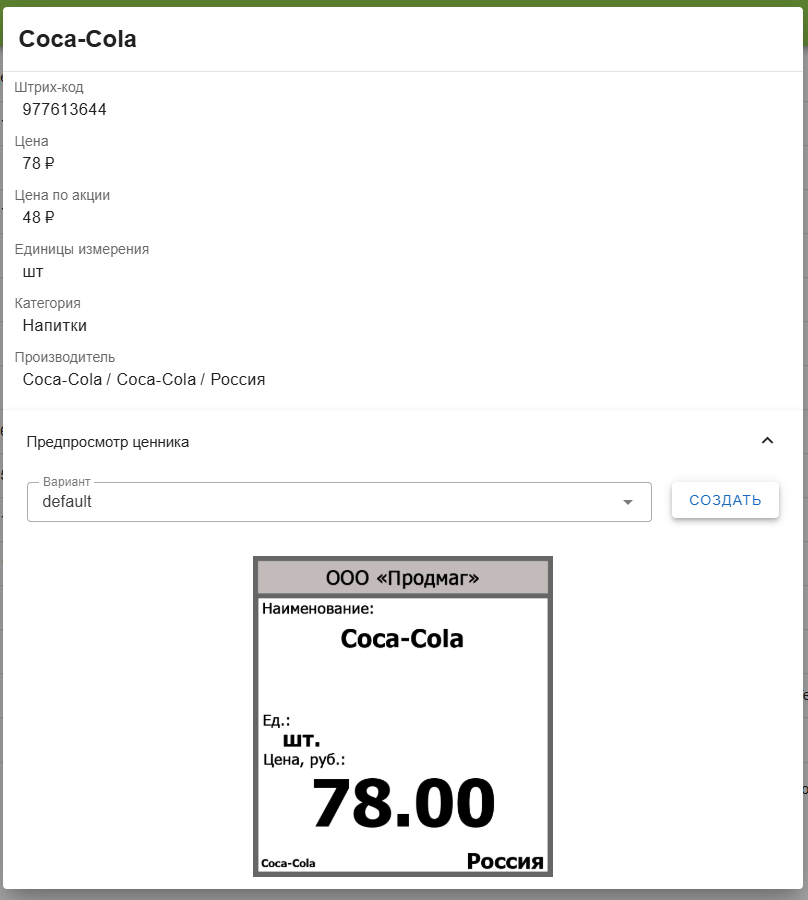 Coca-Cola
Штрих-код
977613644
Цена
78 ₽
Цена по акции
48 ₽
Единицы измерения
шт
Категория
Напитки
Производитель
Coca-Cola / Coca-Cola / Россия
Предпросмотр ценника
Вариант
default
СОЗДАТЬ
ООО «Продмаг»
Наименование:
Coca-Cola
Ед.:
шт.
Цена, руб.:
78.00
Coca-Cola Россия